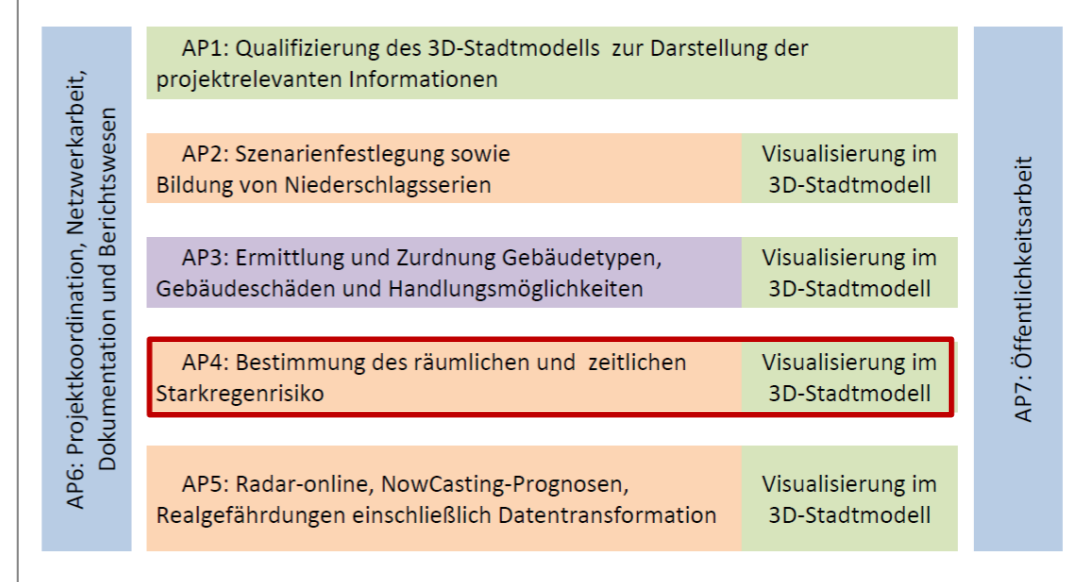 AP6: Projektkoordination, Netzwerkarbeit,
Dokumentation und Berichtswesen
AP1: Qualifizierung des 3D-Stadtmodells zur Darstellung der
projektrelevanten Informationen
AP2: Szenarienfestlegung sowie
Bildung von Niederschlagsserien
Visualisierung im
3D-Stadtmodell
AP3: Ermittlung und Zurdnung Gebäudetypen,
Gebäudeschäden und Handlungsmöglichkeiten
Visualisierung im
3D-Stadtmodell
AP4: Bestimmung des räumlichen und zeitlichen
Starkregenrisiko
Visualisierung im
3D-Stadtmodell
AP5: Radar-online, NowCasting-Prognosen,
Realgefährdungen einschließlich Datentransformation
Visualisierung im
3D-Stadtmodell
AP7: Öffentlichkeitsarbeit